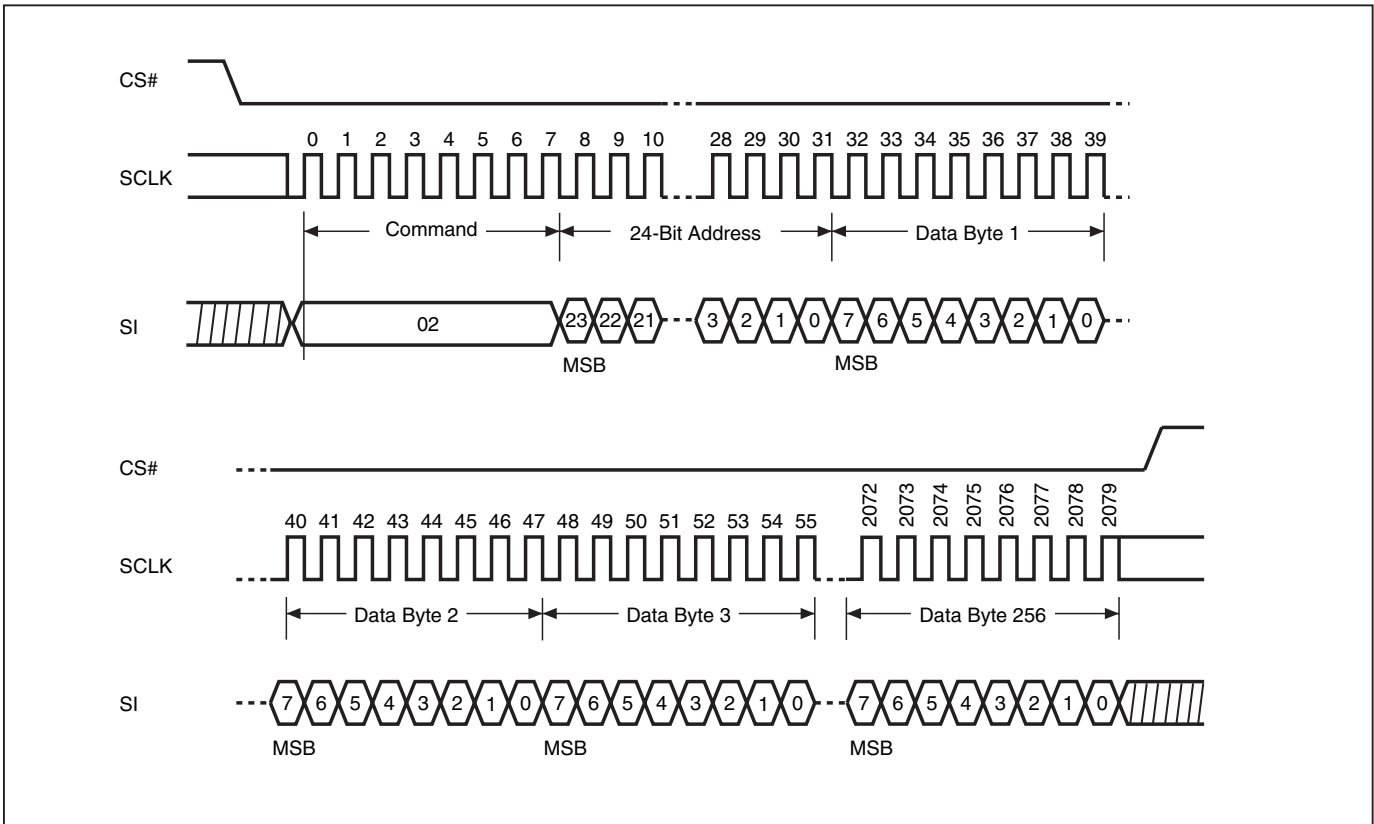 CS#
0 1 2 3 4 5 6 7 8 9 10 28 29 30 31 32 33 34 35 36 37 38 39
SCLK
Command 24-Bit Address Data Byte 1
SI 02 23 22 21 3 2 1 0 7 6 5 4 3 2 1 0
MSB MSB
CS#
2072 2073 2074 2075 2076 2077 2078 2079
40 41 42 43 44 45 46 47 48 49 50 51 52 53 54 55
SCLK
Data Byte 2 Data Byte 3 Data Byte 256
SI 7 6 5 4 3 2 1 0 7 6 5 4 3 2 1 0 7 6 5 4 3 2 1 0
MSB MSB MSB